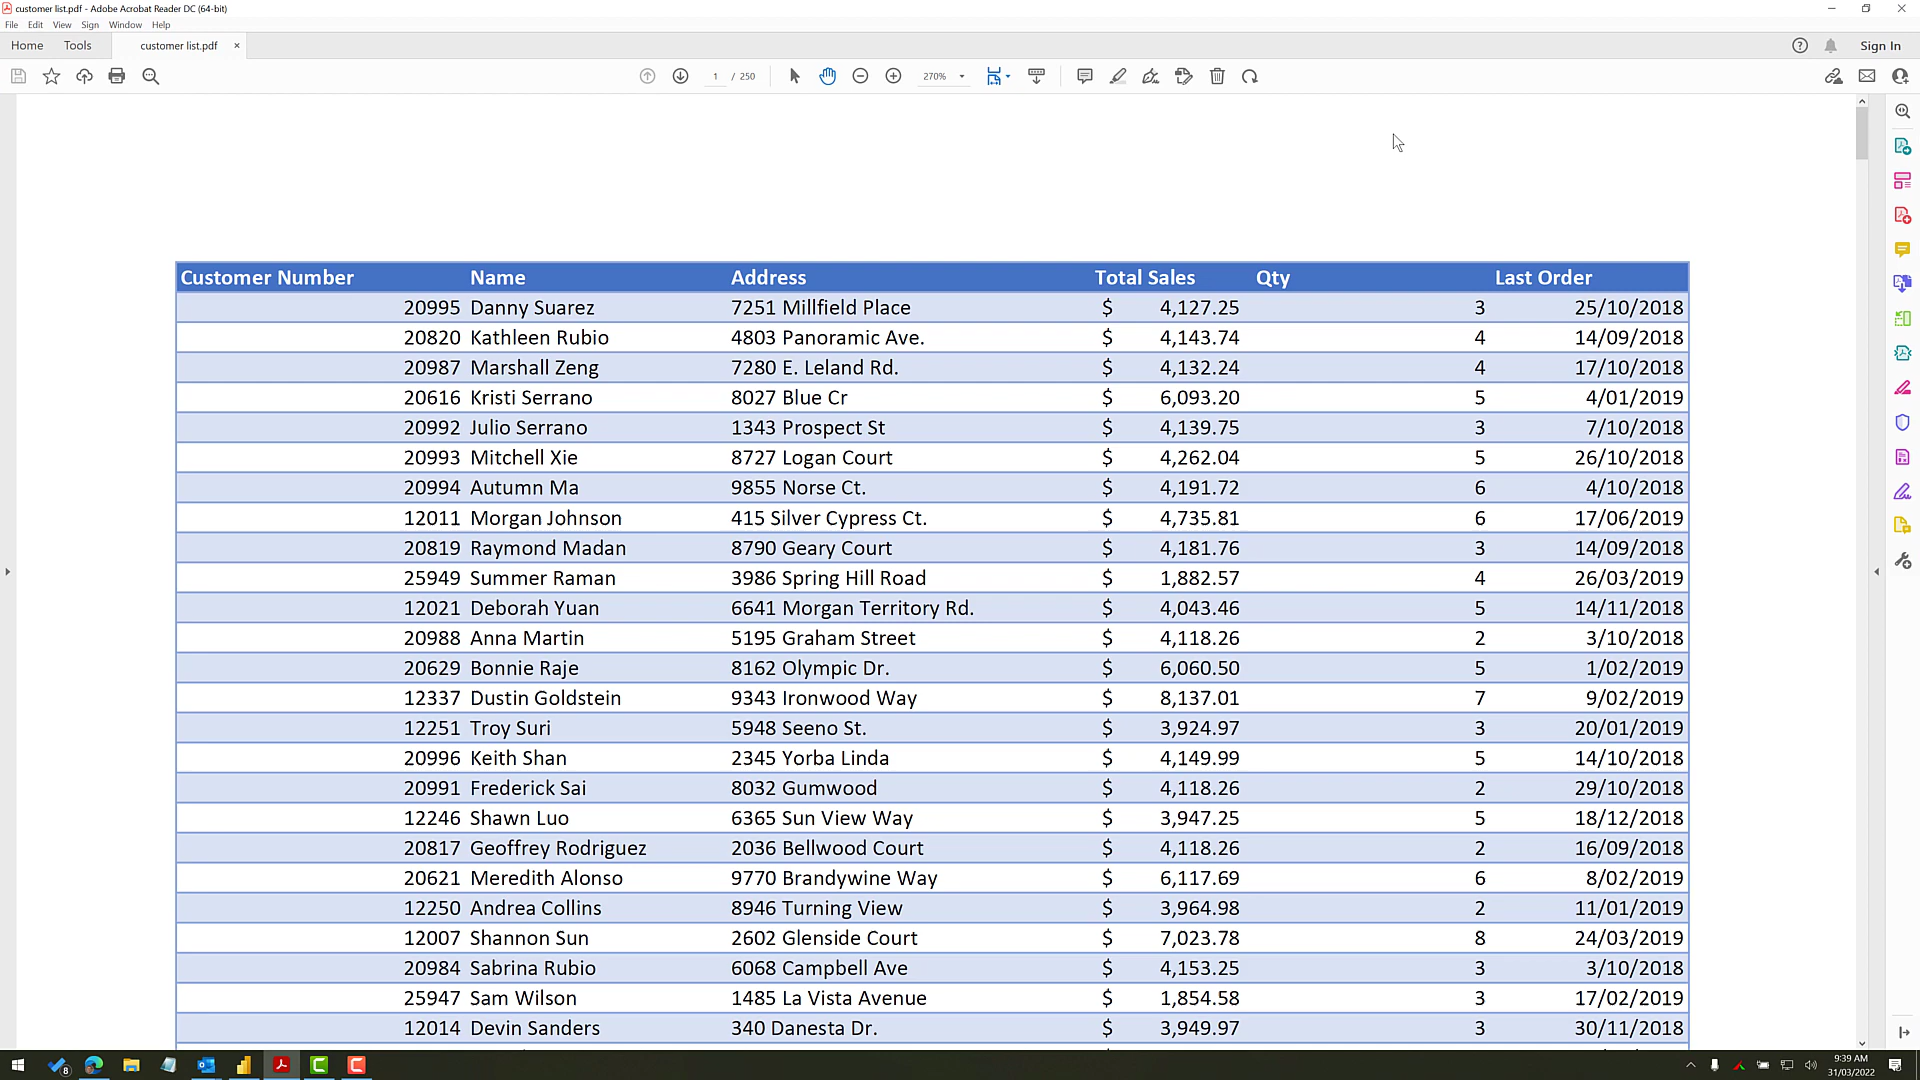 customer list.pdf - Adobe Acrobat Reader DC (64-bit)
File Edit View Sign Window Help
Home Tools customer list.pdf × Sign In
1 / 250 270%
Customer Number Name Address Total Sales Qty Last Order
20995 Danny Suarez 7251 Millfield Place $ 4,127.25 3 25/10/2018
20820 Kathleen Rubio 4803 Panoramic Ave. $ 4,143.74 4 14/09/2018
20987 Marshall Zeng 7280 E. Leland Rd. $ 4,132.24 4 17/10/2018
20616 Kristi Serrano 8027 Blue Cr $ 6,093.20 5 4/01/2019
20992 Julio Serrano 1343 Prospect St $ 4,139.75 3 7/10/2018
20993 Mitchell Xie 8727 Logan Court $ 4,262.04 5 26/10/2018
20994 Autumn Ma 9855 Norse Ct. $ 4,191.72 6 4/10/2018
12011 Morgan Johnson 415 Silver Cypress Ct. $ 4,735.81 6 17/06/2019
20819 Raymond Madan 8790 Geary Court $ 4,181.76 3 14/09/2018
25949 Summer Raman 3986 Spring Hill Road $ 1,882.57 4 26/03/2019
12021 Deborah Yuan 6641 Morgan Territory Rd. $ 4,043.46 5 14/11/2018
20988 Anna Martin 5195 Graham Street $ 4,118.26 2 3/10/2018
20629 Bonnie Raje 8162 Olympic Dr. $ 6,060.50 5 1/02/2019
12337 Dustin Goldstein 9343 Ironwood Way $ 8,137.01 7 9/02/2019
12251 Troy Suri 5948 Seeno St. $ 3,924.97 3 20/01/2019
20996 Keith Shan 2345 Yorba Linda $ 4,149.99 5 14/10/2018
20991 Frederick Sai 8032 Gumwood $ 4,118.26 2 29/10/2018
12246 Shawn Luo 6365 Sun View Way $ 3,947.25 5 18/12/2018
20817 Geoffrey Rodriguez 2036 Bellwood Court $ 4,118.26 2 16/09/2018
20621 Meredith Alonso 9770 Brandywine Way $ 6,117.69 6 8/02/2019
12250 Andrea Collins 8946 Turning View $ 3,964.98 2 11/01/2019
12007 Shannon Sun 2602 Glenside Court $ 7,023.78 8 24/03/2019
20984 Sabrina Rubio 6068 Campbell Ave $ 4,153.25 3 3/10/2018
25947 Sam Wilson 1485 La Vista Avenue $ 1,854.58 3 17/02/2019
12014 Devin Sanders 340 Danesta Dr. $ 3,949.97 3 30/11/2018
8
9:39 AM
31/03/2022